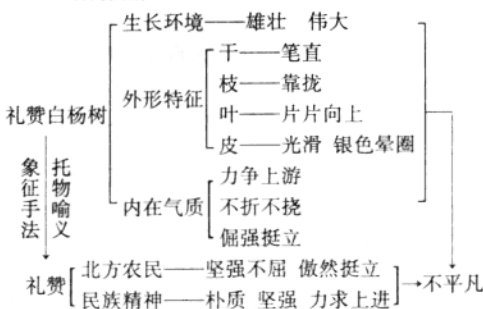 生长环境——雄壮 伟大
干——笔直
枝——靠拢
外形特征
叶——片片向上
礼赞白杨树
皮——光滑 银色晕圈
象征手法
托物喻义
力争上游
内在气质
不折不挠
倔强挺立
北方农民——坚强不屈 傲然挺立
礼赞
→不平凡
民族精神——朴质 坚强 力求上进